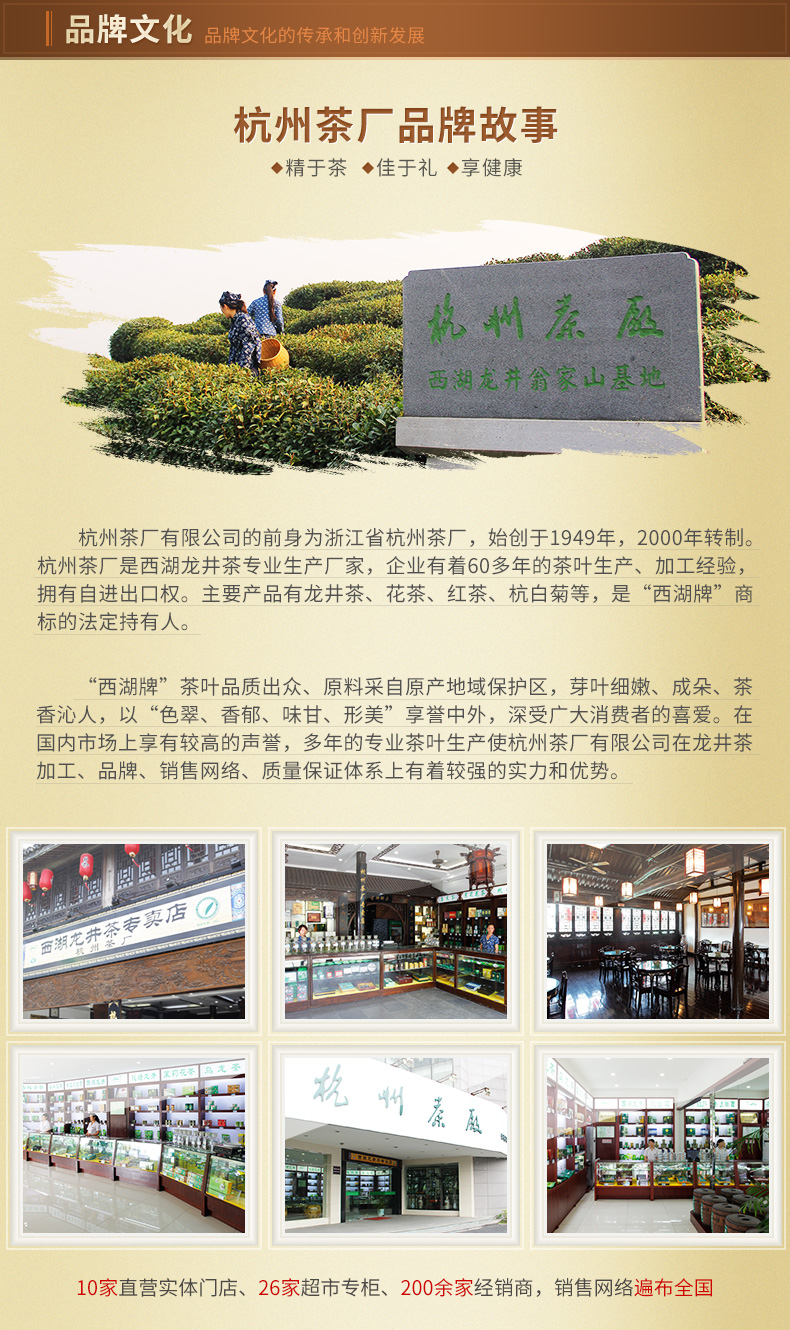 品牌文化 品牌文化的传承和创新发展
杭州茶厂品牌故事
◆精于茶 ◆佳于礼 ◆享健康
杭州茶厰
西湖龙井翁家山基地
杭州茶厂有限公司的前身为浙江省杭州茶厂，始创于1949年，2000年转制。
杭州茶厂是西湖龙井茶专业生产厂家，企业有着60多年的茶叶生产、加工经验，
拥有自进出口权。主要产品有龙井茶、花茶、红茶、杭白菊等，是“西湖牌”商
标的法定持有人。
“西湖牌”茶叶品质出众、原料采自原产地域保护区，芽叶细嫩、成朵、茶
香沁人，以“色翠、香郁、味甘、形美”享誉中外，深受广大消费者的喜爱。在
国内市场上享有较高的声誉，多年的专业茶叶生产使杭州茶厂有限公司在龙井茶
加工、品牌、销售网络、质量保证体系上有着较强的实力和优势。
西湖龙井茶专卖店
杭州茶厂
茉莉花茶
乌龙茶
杭州茶厰
10家直营实体门店、26家超市专柜、200余家经销商，销售网络遍布全国